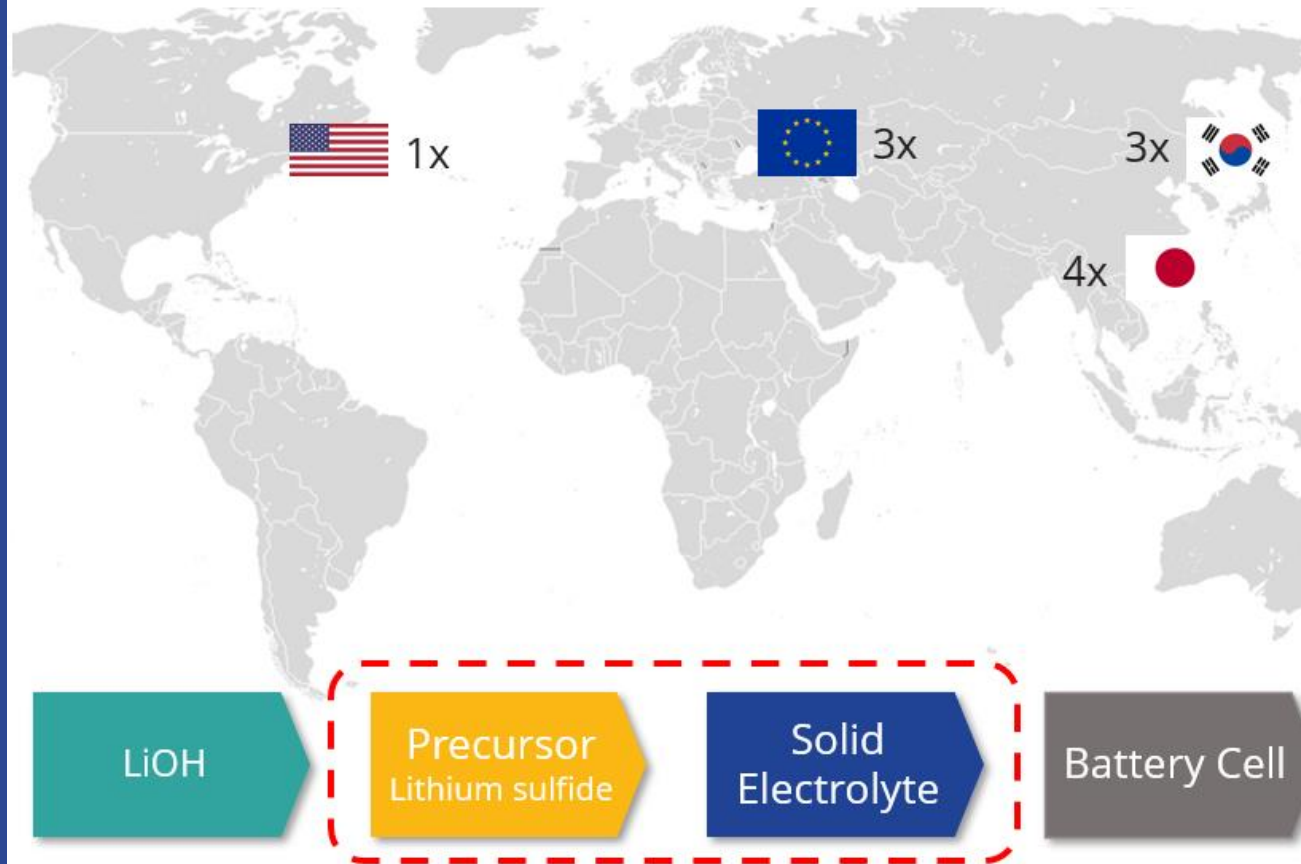 1x
3x
3x
4x
LiOH
Precursor
Lithium sulfide
Solid
Electrolyte
Battery Cell